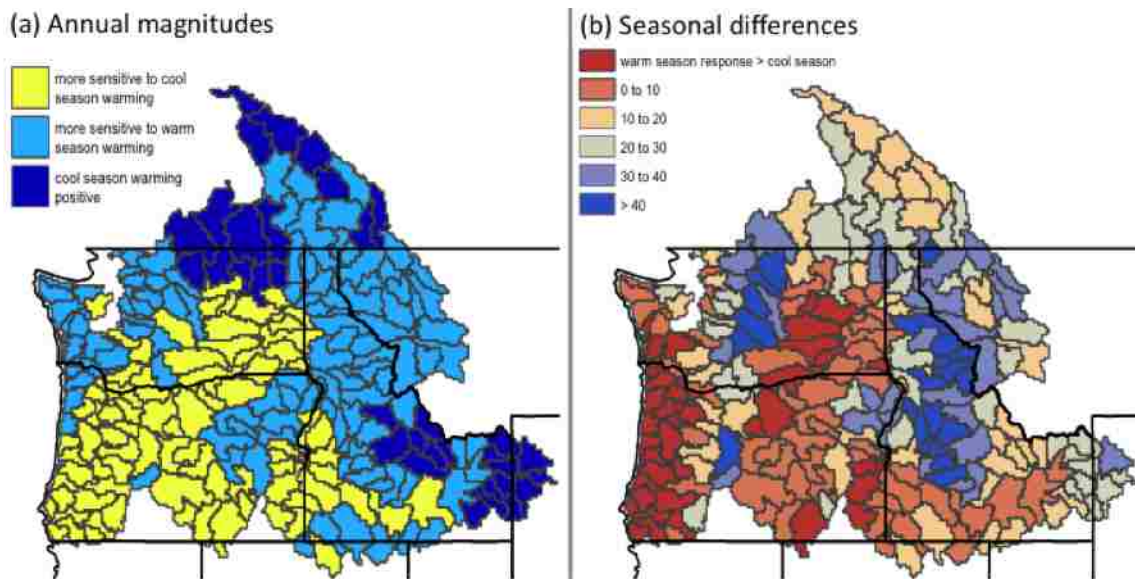 (a) Annual magnitudes
more sensitive to cool
season warming
more sensitive to warm
season warming
cool season warming
positive
(b) Seasonal differences
warm season response > cool season
0 to 10
10 to 20
20 to 30
30 to 40
> 40